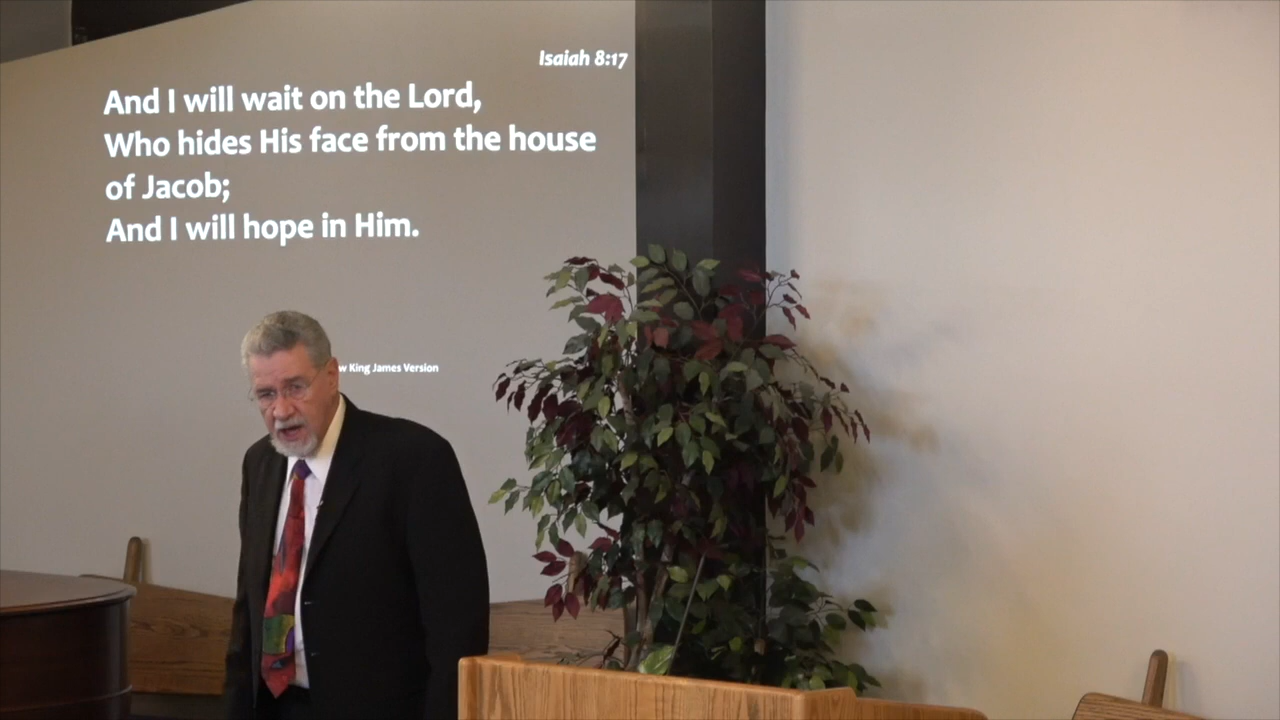 Isaiah 8:17
And I will wait on the Lord,
Who hides His face from the house
of Jacob;
And I will hope in Him.
King James Version